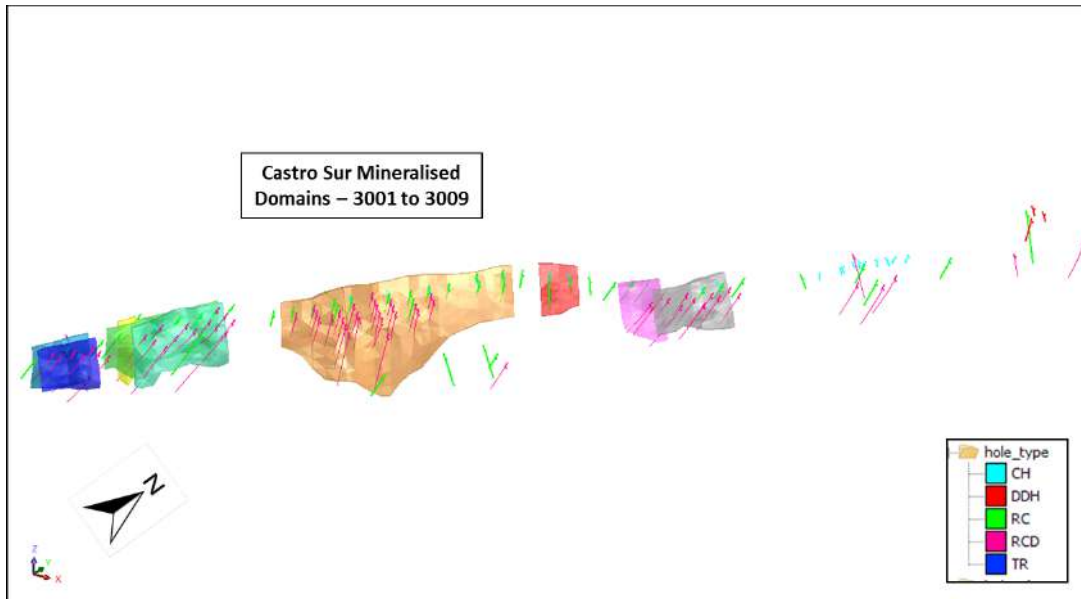 Castro Sur Mineralised
Domains – 3001 to 3009
N
Z
Y
X
hole_type
CH
DDH
RC
RCD
TR